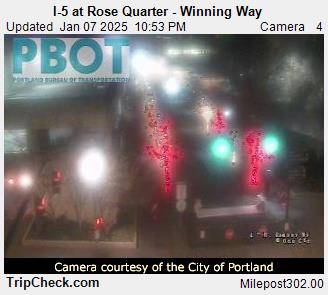 I-5 at Rose Quarter - Winning Way
Updated Jan 07 2025 10:53 PM Camera 4
PBOT
PORTLAND BUREAU OF TRANSPORTATION
Camera courtesy of the City of Portland
TripCheck.com Milepost302.00